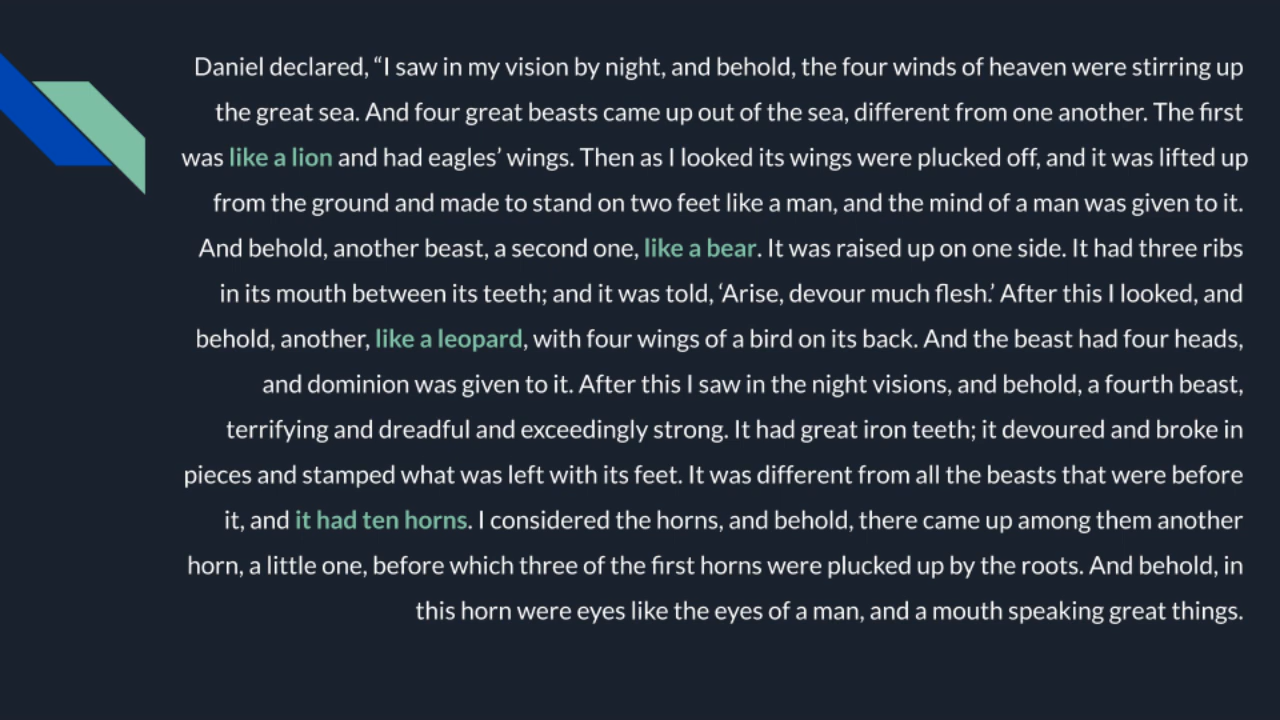 Daniel declared, “I saw in my vision by night, and behold, the four winds of heaven were stirring up
the great sea. And four great beasts came up out of the sea, different from one another. The first
was like a lion and had eagles’ wings. Then as I looked its wings were plucked off, and it was lifted up
from the ground and made to stand on two feet like a man, and the mind of a man was given to it.
And behold, another beast, a second one, like a bear. It was raised up on one side. It had three ribs
in its mouth between its teeth; and it was told, ‘Arise, devour much flesh.’ After this I looked, and
behold, another, like a leopard, with four wings of a bird on its back. And the beast had four heads,
and dominion was given to it. After this I saw in the night visions, and behold, a fourth beast,
terrifying and dreadful and exceedingly strong. It had great iron teeth; it devoured and broke in
pieces and stamped what was left with its feet. It was different from all the beasts that were before
it, and it had ten horns. I considered the horns, and behold, there came up among them another
horn, a little one, before which three of the first horns were plucked up by the roots. And behold, in
this horn were eyes like the eyes of a man, and a mouth speaking great things.